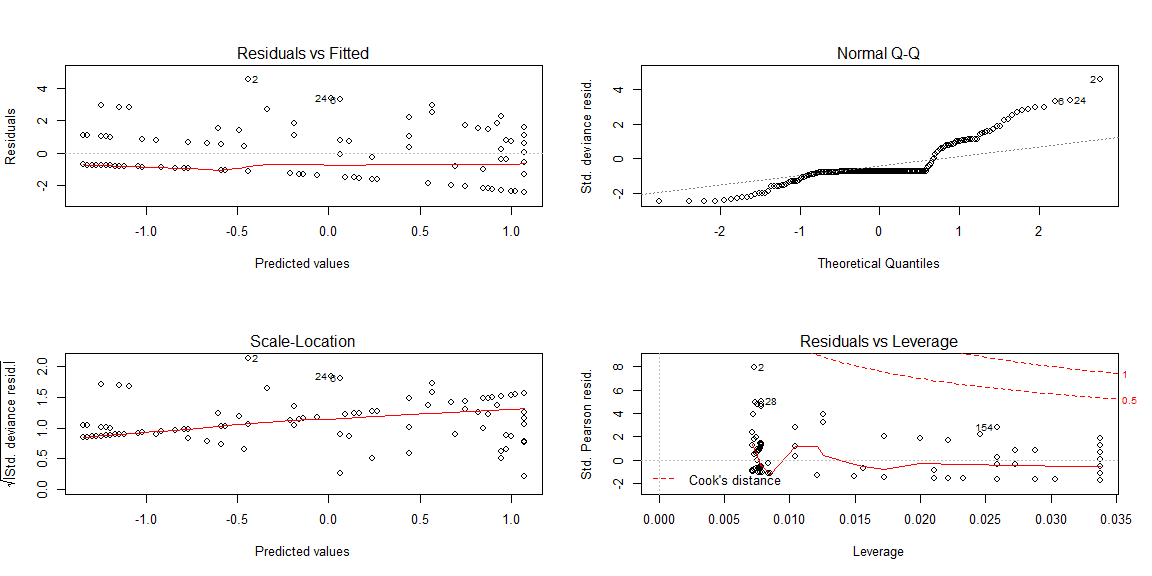 Residuals vs Fitted
Residuals
4
2
0
-2
2
24
6
-1.0 -0.5 0.0 0.5 1.0
Predicted values
Normal Q-Q
Std. deviance resid.
4
2
0
-2
2
6
24
-2 -1 0 1 2
Theoretical Quantiles
Scale-Location
√|Std. deviance resid.|
2.0
1.5
1.0
0.5
0.0
2
24
6
-1.0 -0.5 0.0 0.5 1.0
Predicted values
Residuals vs Leverage
Std. Pearson resid.
8
6
4
2
0
-2
2
28
154
1
0.5
Cook's distance
0.000 0.005 0.010 0.015 0.020 0.025 0.030 0.035
Leverage